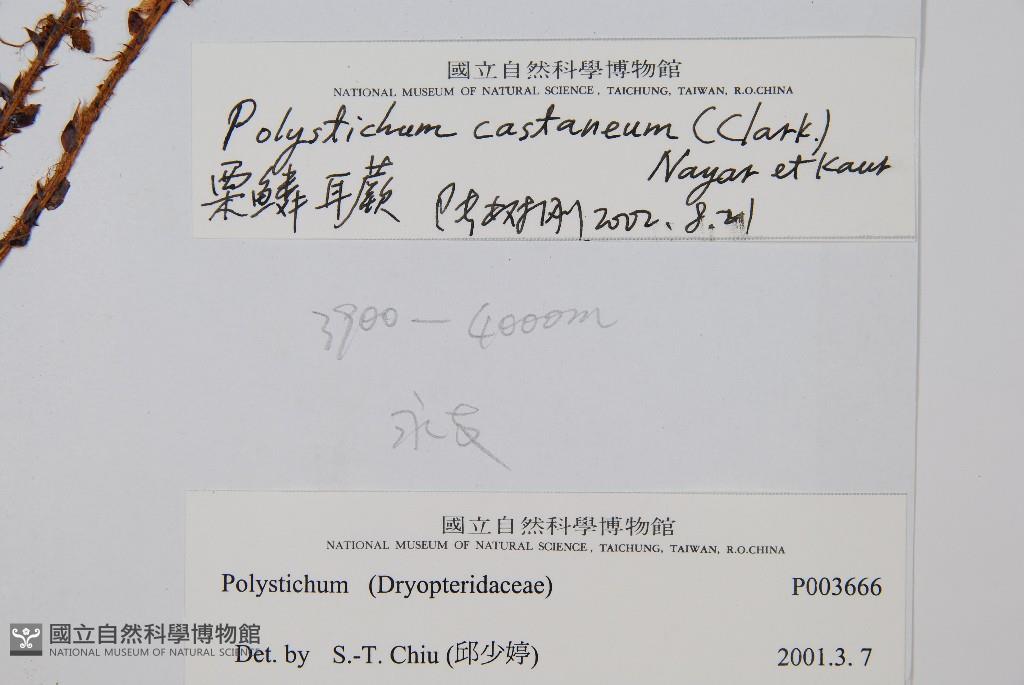 國立自然科學博物館
NATIONAL MUSEUM OF NATURAL SCIENCE, TAICHUNG, TAIWAN, R.O.CHINA
Polystichum castaneum (Clark.)
Nayar et Kaur
栗鱗耳蕨 2002. 8. 21
3900 — 4000m
國立自然科學博物館
NATIONAL MUSEUM OF NATURAL SCIENCE, TAICHUNG, TAIWAN, R.O.CHINA
Polystichum (Dryopteridaceae) P003666
Det. by S.-T. Chiu (邱少婷) 2001.3. 7
國立自然科學博物館
NATIONAL MUSEUM OF NATURAL SCIENCE